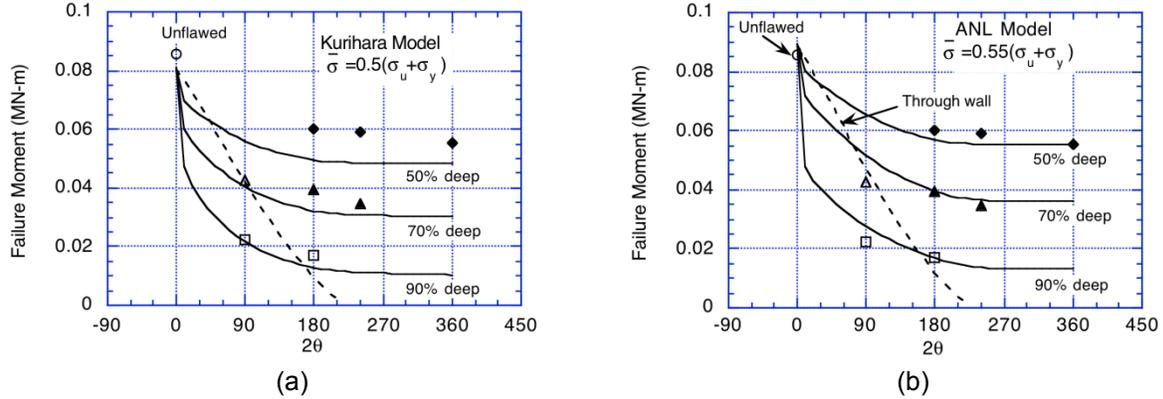 0.1
0.08
0.06
0.04
0.02
0
Failure Moment (MN-m)
Unflawed
Kurihara Model
σ̅ =0.5(σu+σy)
50% deep
70% deep
90% deep
-90 0 90 180 270 360 450
2θ
(a)
0.1
0.08
0.06
0.04
0.02
0
Failure Moment (MN-m)
Unflawed
ANL Model
σ̅ =0.55(σu+σy)
Through wall
50% deep
70% deep
90% deep
-90 0 90 180 270 360 450
2θ
(b)